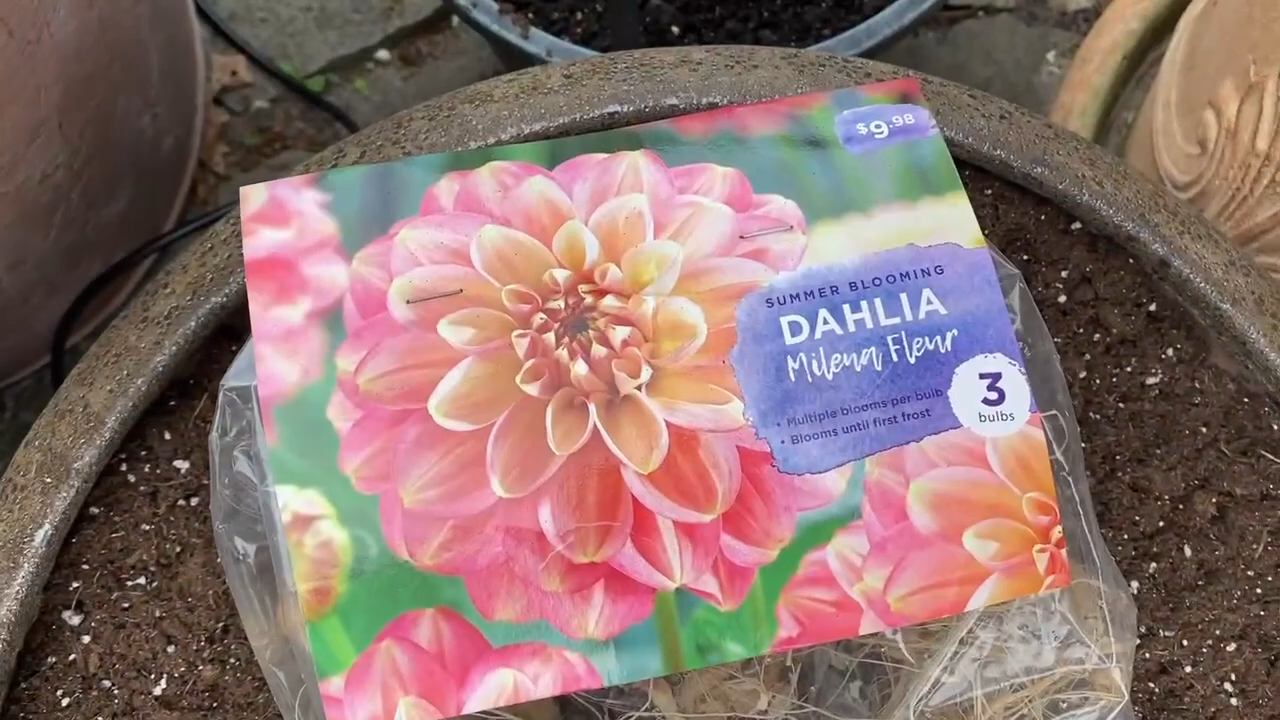 $9.98
SUMMER BLOOMING
DAHLIA
Milena Fleur
• Multiple blooms per bulb
• Blooms until first frost
3
bulbs